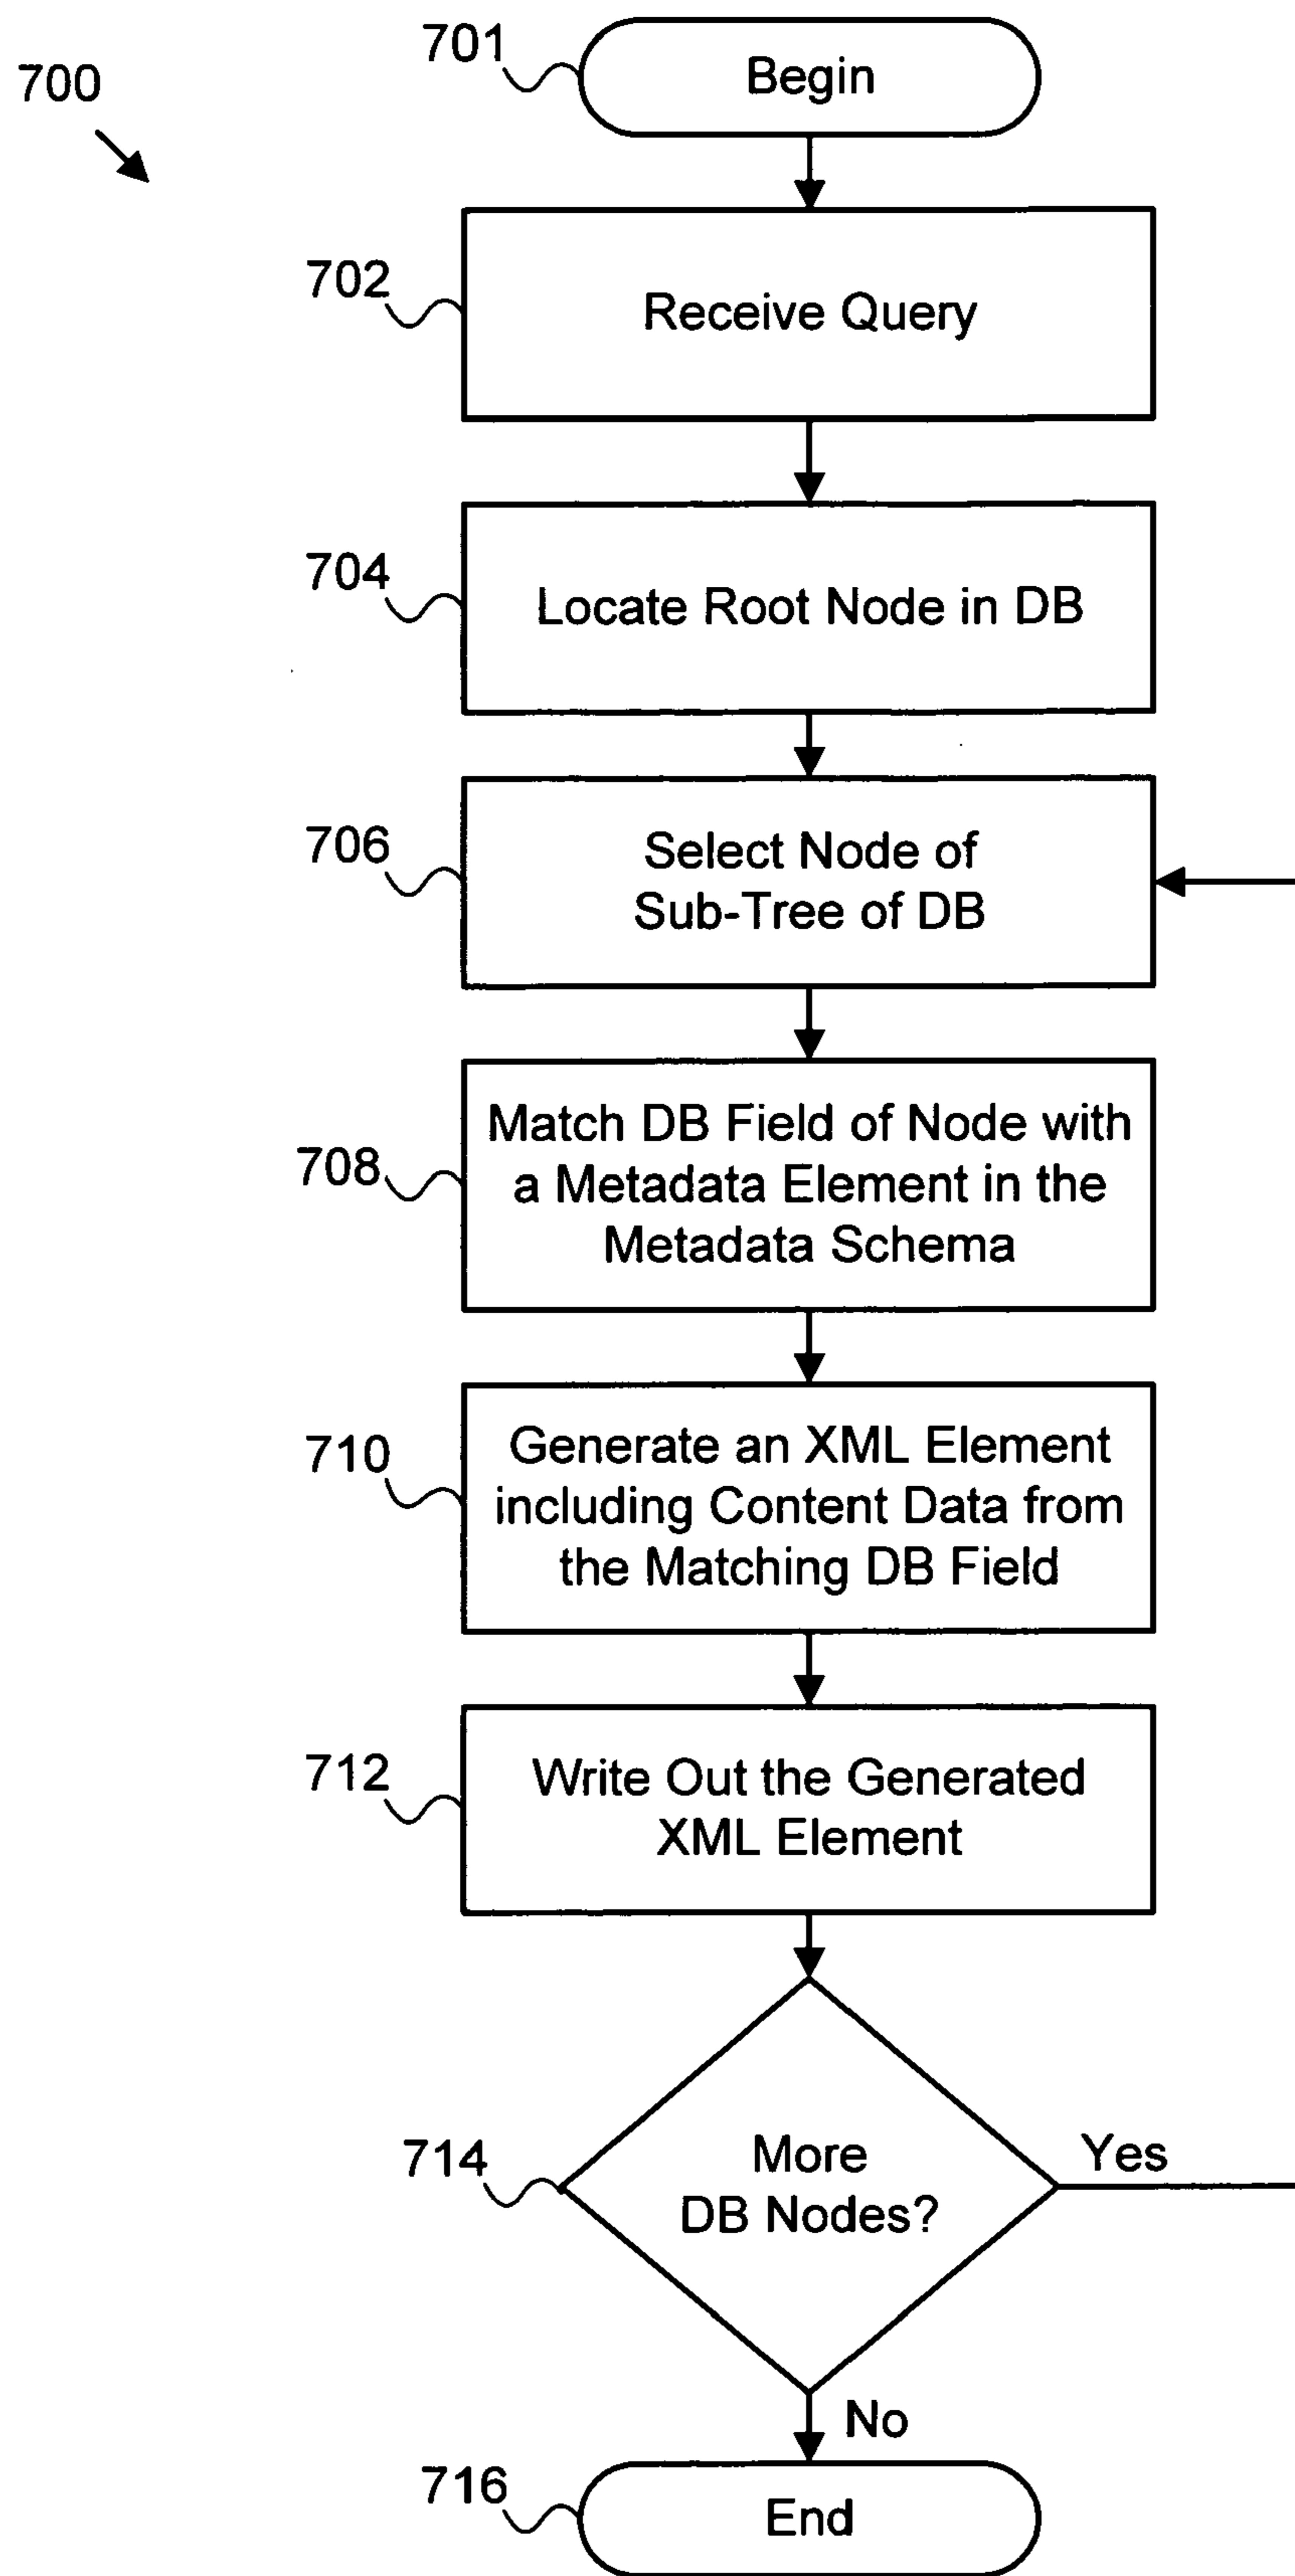 700
701
Begin
702
Receive Query
704
Locate Root Node in DB
706
Select Node of
Sub-Tree of DB
708
Match DB Field of Node with
a Metadata Element in the
Metadata Schema
710
Generate an XML Element
including Content Data from
the Matching DB Field
712
Write Out the Generated
XML Element
714
More
DB Nodes?
Yes
No
716
End